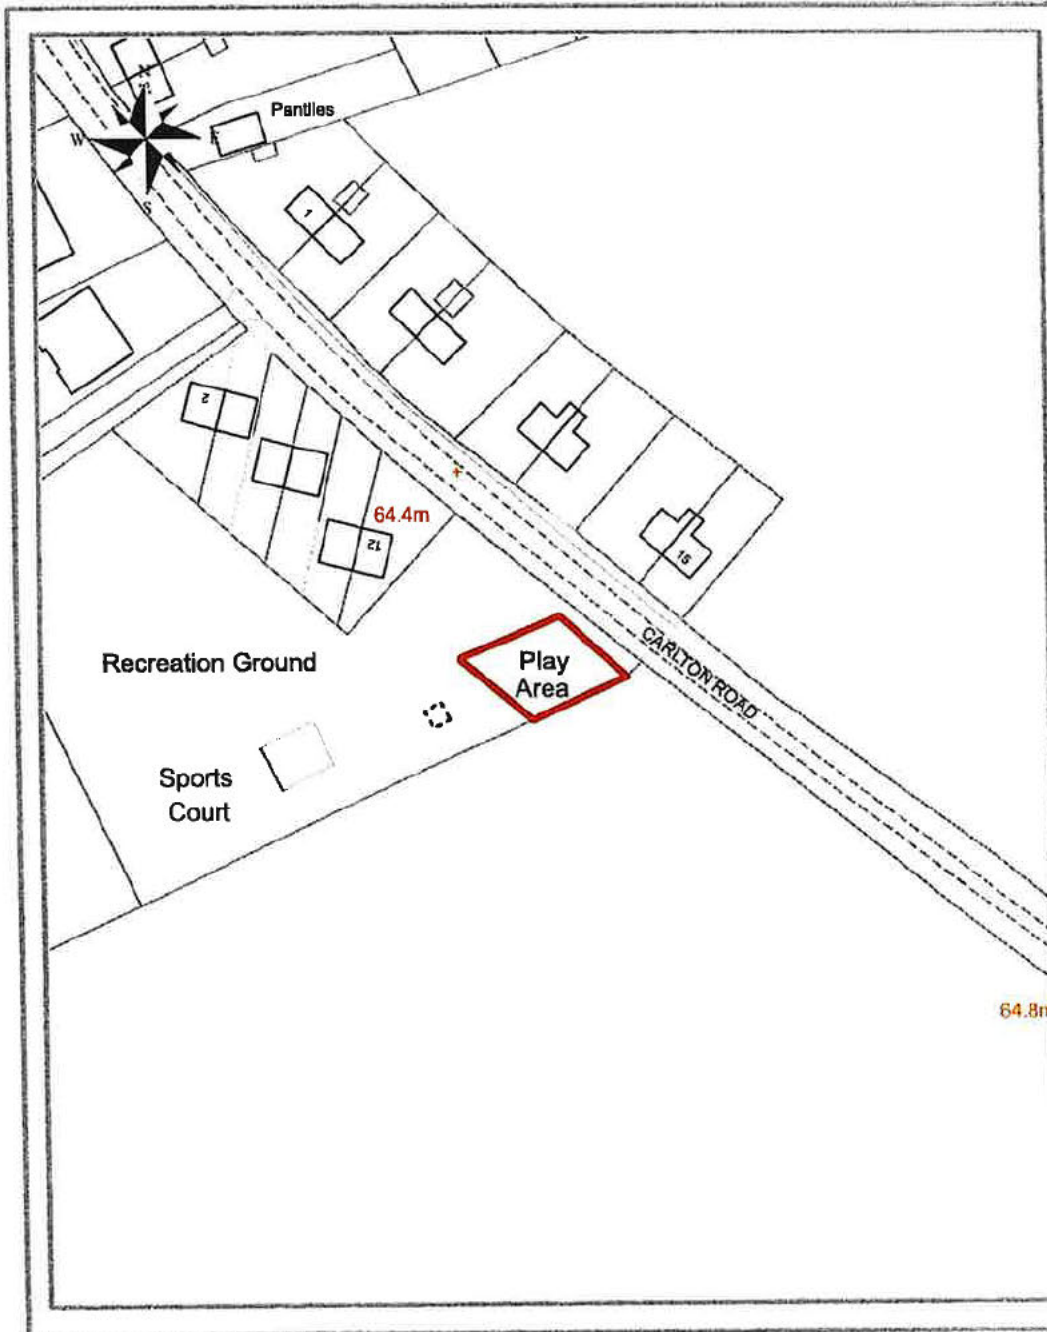 N
W
S
Pantiles
1
2
64.4m
12
15
Recreation Ground
Play
Area
CARLTON ROAD
Sports
Court
64.8m